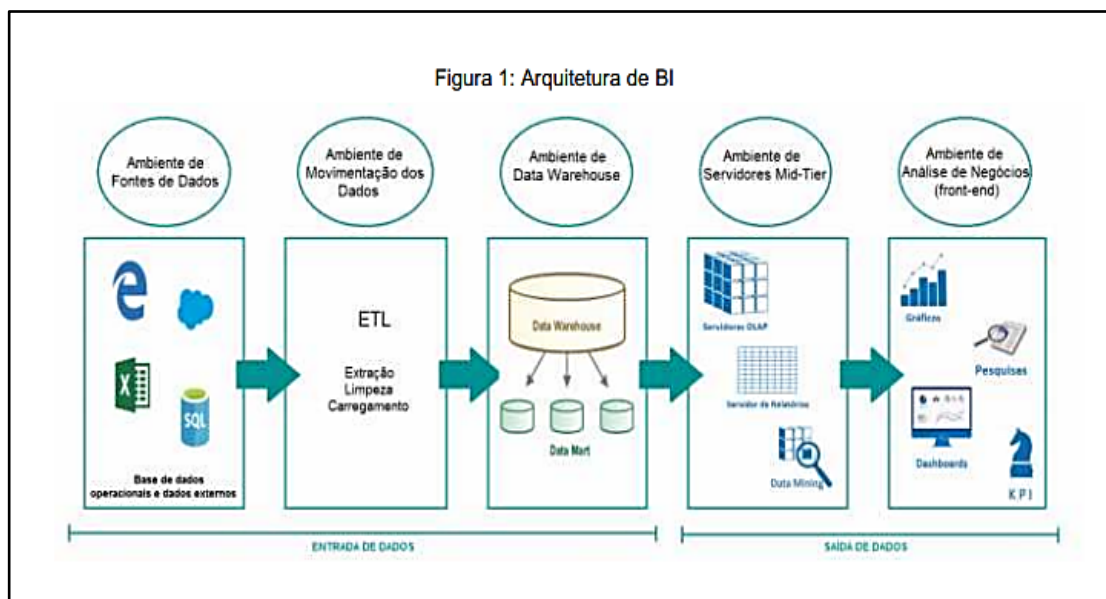 Figura 1: Arquitetura de BI
Ambiente de
Fontes de Dados
Ambiente de
Movimentação dos
Dados
Ambiente de
Data Warehouse
Ambiente de
Servidores Mid-Tier
Ambiente de
Análise de Negócios
(front-end)
SQL
Base de dados
operacionais e dados externos
ETL
Extração
Limpeza
Carregamento
Data Warehouse
Data Mart
Servidores OLAP
Servidor de Relatórios
Data Mining
Gráficos
Pesquisas
Dashboards
K P I
ENTRADA DE DADOS
SAÍDA DE DADOS